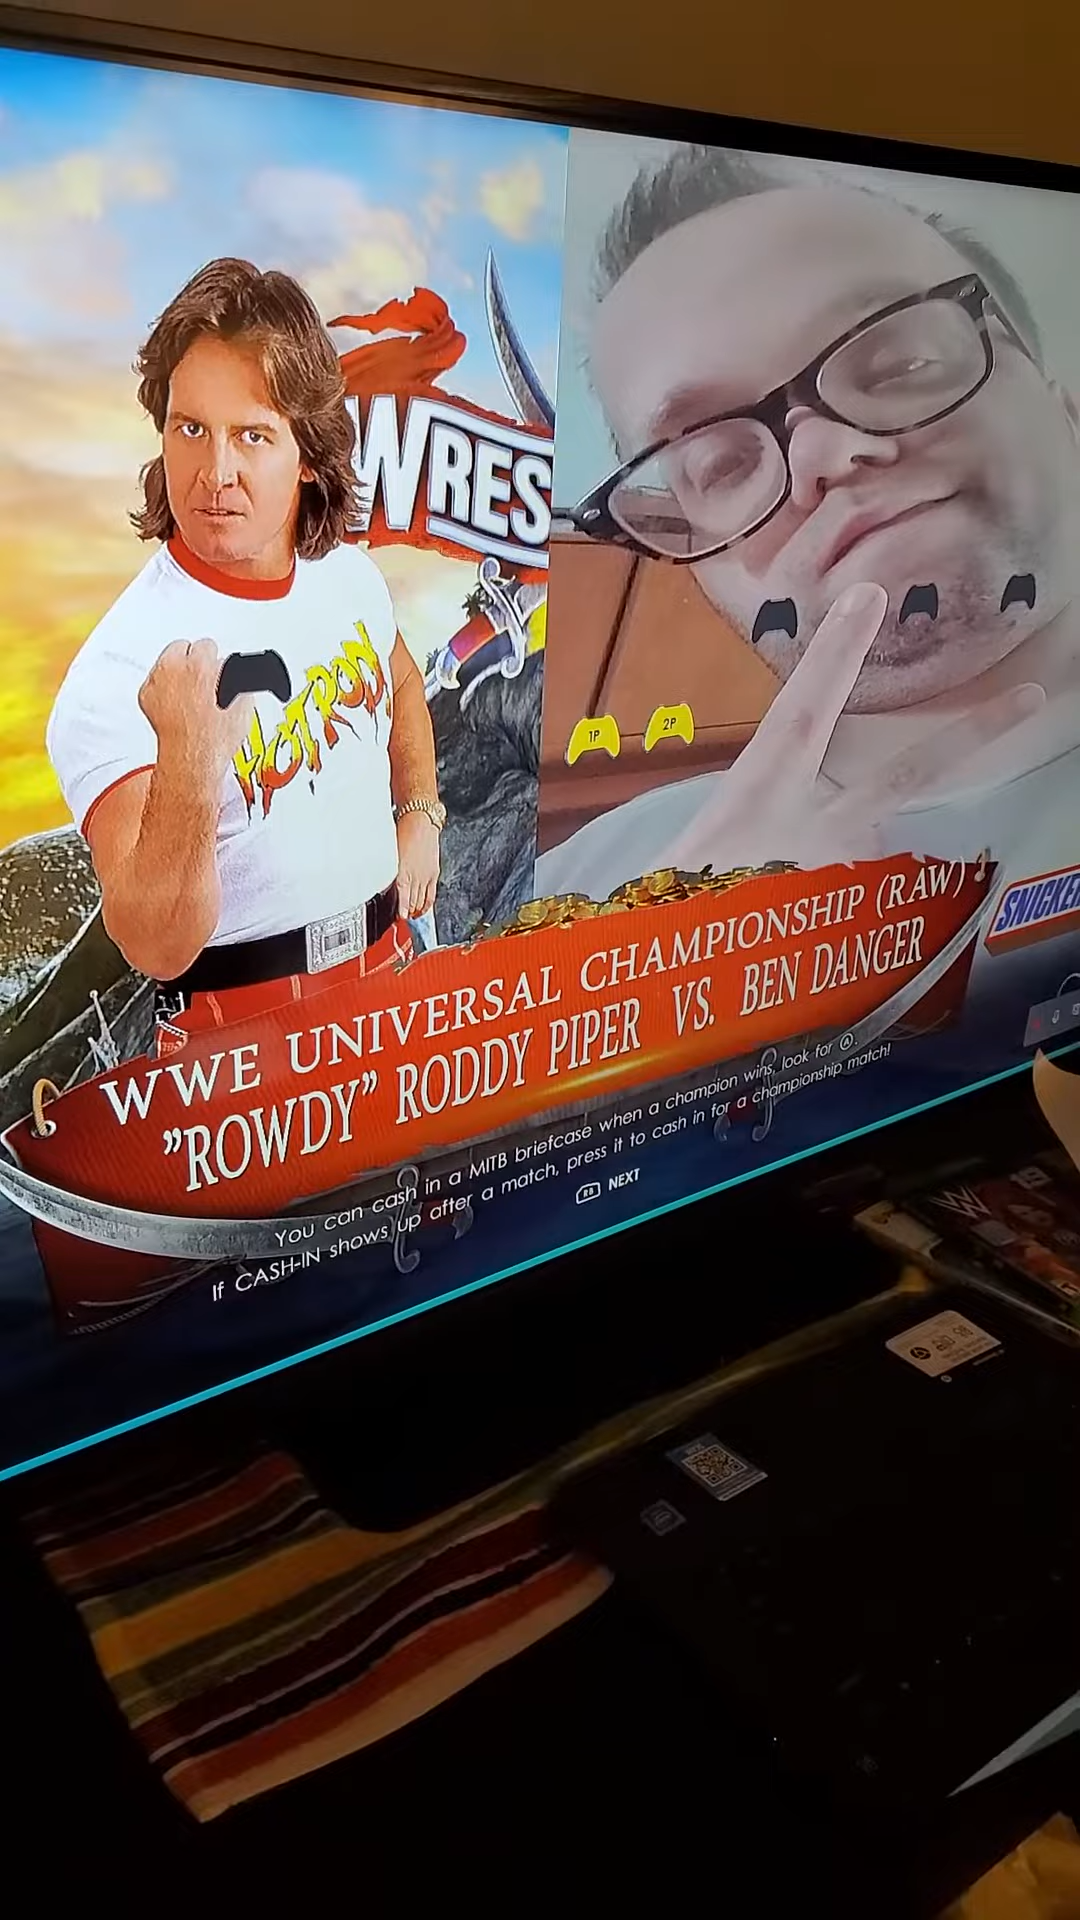 WRES
HOT ROD
1P
2P
SNICKE
WWE UNIVERSAL CHAMPIONSHIP (RAW)
"ROWDY" RODDY PIPER VS. BEN DANGER
You can cash in a MITB briefcase when a champion wins, look for Ⓐ.
If CASH-IN shows up after a match, press it to cash in for a championship match!
RB NEXT
W 19